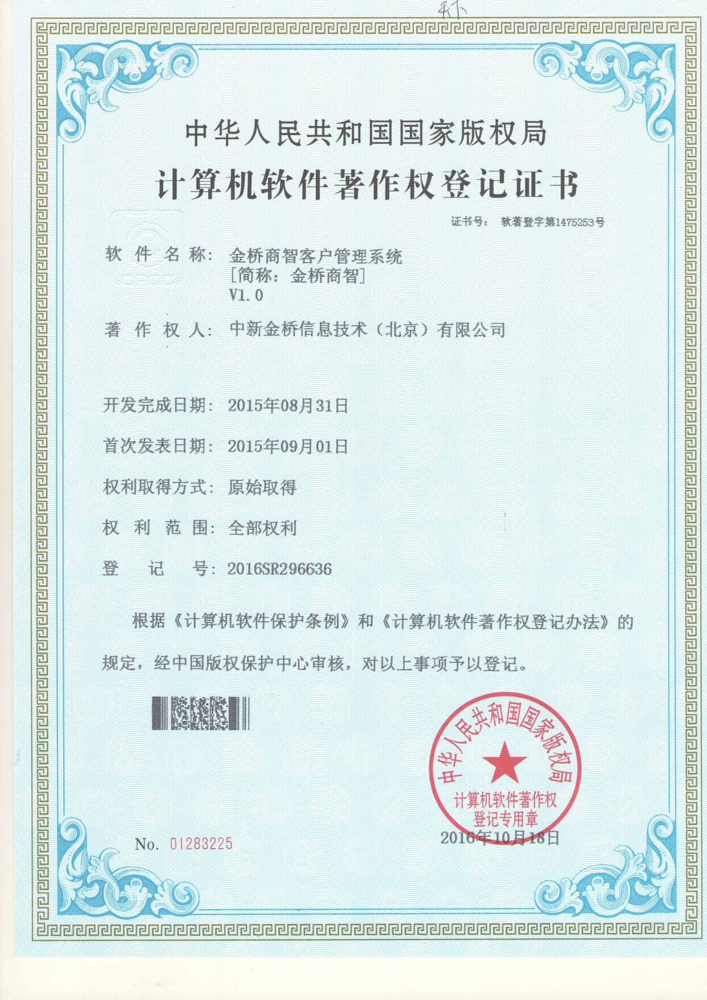 中华人民共和国国家版权局
计算机软件著作权登记证书
证书号： 软著登字第1475253号
软件名称： 金桥商智客户管理系统
[简称：金桥商智]
V1.0
著作权人： 中新金桥信息技术（北京）有限公司
开发完成日期： 2015年08月31日
首次发表日期： 2015年09月01日
权利取得方式： 原始取得
权利范围： 全部权利
登记号： 2016SR296636
根据《计算机软件保护条例》和《计算机软件著作权登记办法》的
规定，经中国版权保护中心审核，对以上事项予以登记。
中华人民共和国国家版权局
计算机软件著作权
登记专用章
2016年10月18日
No. 01283225